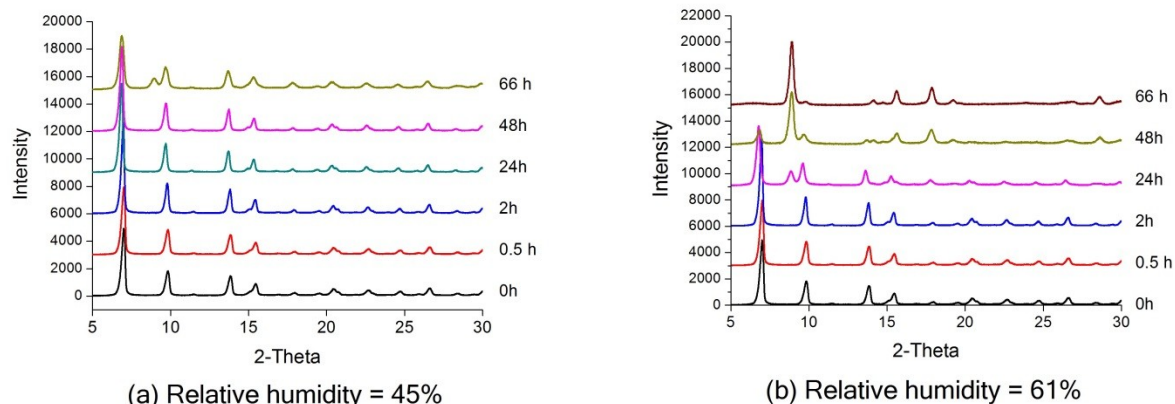 20000
18000
16000
14000
12000
10000
8000
6000
4000
2000
0
Intensity
66 h
48h
24h
2h
0.5 h
0h
5 10 15 20 25 30
2-Theta
(a) Relative humidity = 45%
22000
20000
18000
16000
14000
12000
10000
8000
6000
4000
2000
0
Intensity
66 h
48h
24h
2h
0.5 h
0h
5 10 15 20 25 30
2-Theta
(b) Relative humidity = 61%